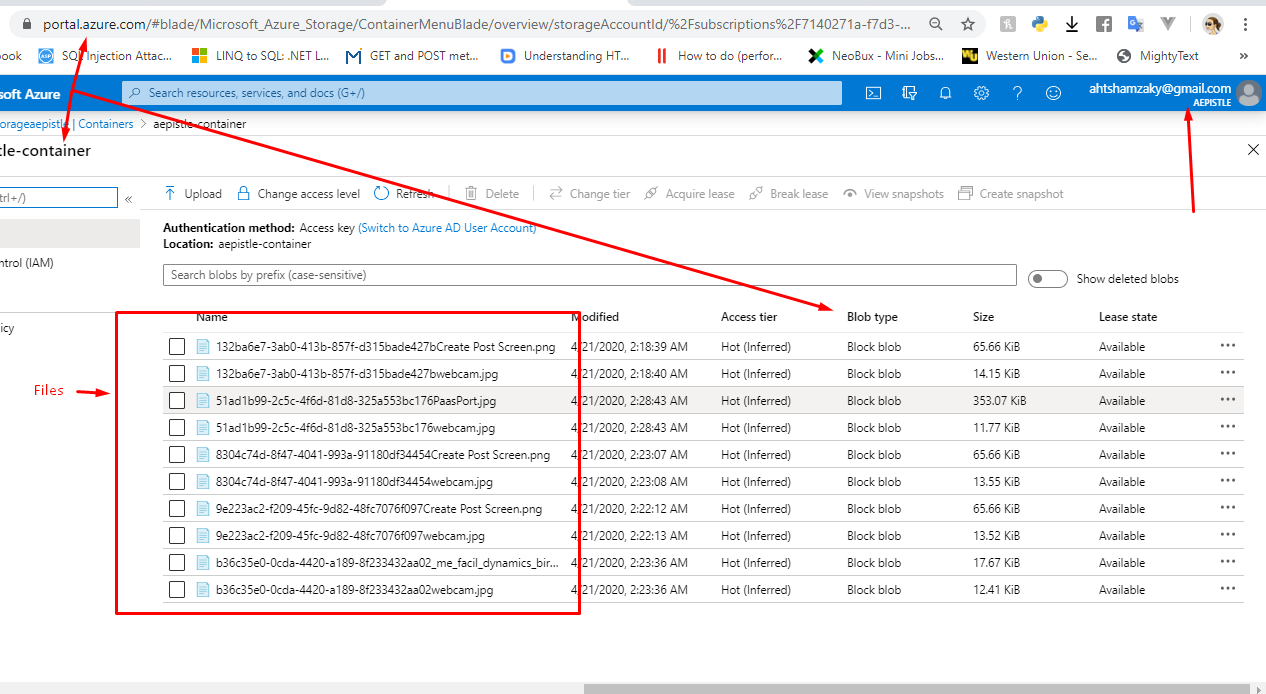 portal.azure.com/#blade/Microsoft_Azure_Storage/ContainerMenuBlade/overview/storageAccountId/%2Fsubscriptions%2F7140271a-f7d3-...
ook SQL Injection Attac... LINQ to SQL: .NET L... GET and POST met... Understanding HT... How to do (perfor... NeoBux - Mini Jobs... Western Union - Se... MightyText »
soft Azure Search resources, services, and docs (G+/) ahtshamzaky@gmail.com
AEPISTLE
orageaepistle | Containers > aepistle-container
tle-container
trl+/) « Upload Change access level Refresh Delete Change tier Acquire lease Break lease View snapshots Create snapshot
Authentication method: Access key (Switch to Azure AD User Account)
Location: aepistle-container
ntrol (IAM)
Search blobs by prefix (case-sensitive) Show deleted blobs
icy
Name Modified Access tier Blob type Size Lease state
132ba6e7-3ab0-413b-857f-d315bade427bCreate Post Screen.png 4/21/2020, 2:18:39 AM Hot (Inferred) Block blob 65.66 KiB Available ...
132ba6e7-3ab0-413b-857f-d315bade427bwebcam.jpg 4/21/2020, 2:18:40 AM Hot (Inferred) Block blob 14.15 KiB Available ...
Files
51ad1b99-2c5c-4f6d-81d8-325a553bc176PaasPort.jpg 4/21/2020, 2:28:43 AM Hot (Inferred) Block blob 353.07 KiB Available ...
51ad1b99-2c5c-4f6d-81d8-325a553bc176webcam.jpg 4/21/2020, 2:28:43 AM Hot (Inferred) Block blob 11.77 KiB Available ...
8304c74d-8f47-4041-993a-91180df34454Create Post Screen.png 4/21/2020, 2:23:07 AM Hot (Inferred) Block blob 65.66 KiB Available ...
8304c74d-8f47-4041-993a-91180df34454webcam.jpg 4/21/2020, 2:23:08 AM Hot (Inferred) Block blob 13.55 KiB Available ...
9e223ac2-f209-45fc-9d82-48fc7076f097Create Post Screen.png 4/21/2020, 2:22:12 AM Hot (Inferred) Block blob 65.66 KiB Available ...
9e223ac2-f209-45fc-9d82-48fc7076f097webcam.jpg 4/21/2020, 2:22:13 AM Hot (Inferred) Block blob 13.52 KiB Available ...
b36c35e0-0cda-4420-a189-8f233432aa02_me_facil_dynamics_bir... 4/21/2020, 2:23:36 AM Hot (Inferred) Block blob 17.67 KiB Available ...
b36c35e0-0cda-4420-a189-8f233432aa02webcam.jpg 4/21/2020, 2:23:36 AM Hot (Inferred) Block blob 12.41 KiB Available ...